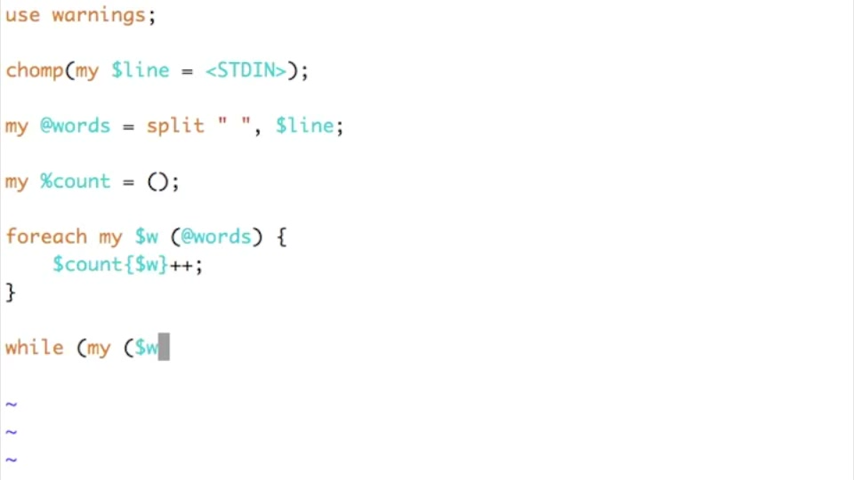 use warnings;
chomp(my $line = <STDIN>);
my @words = split " ", $line;
my %count = ();
foreach my $w (@words) {
    $count{$w}++;
}
while (my ($w
~
~
~